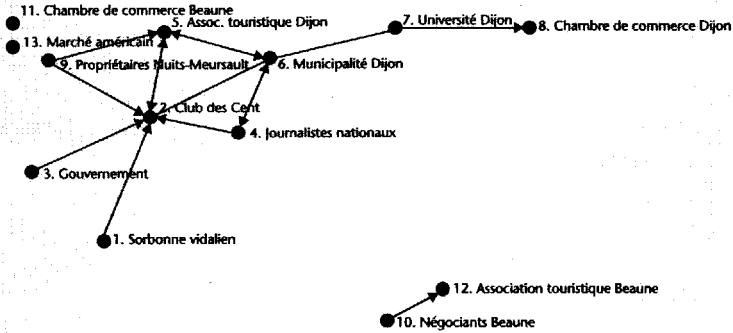 11. Chambre de commerce Beaune
5. Assoc. touristique Dijon
7. Université Dijon
8. Chambre de commerce Dijon
13. Marché américain
9. Propriétaires Nuits-Meursault
6. Municipalité Dijon
2. Club des Cent
4. Journalistes nationaux
3. Gouvernement
1. Sorbonne vidalien
12. Association touristique Beaune
10. Négociants Beaune